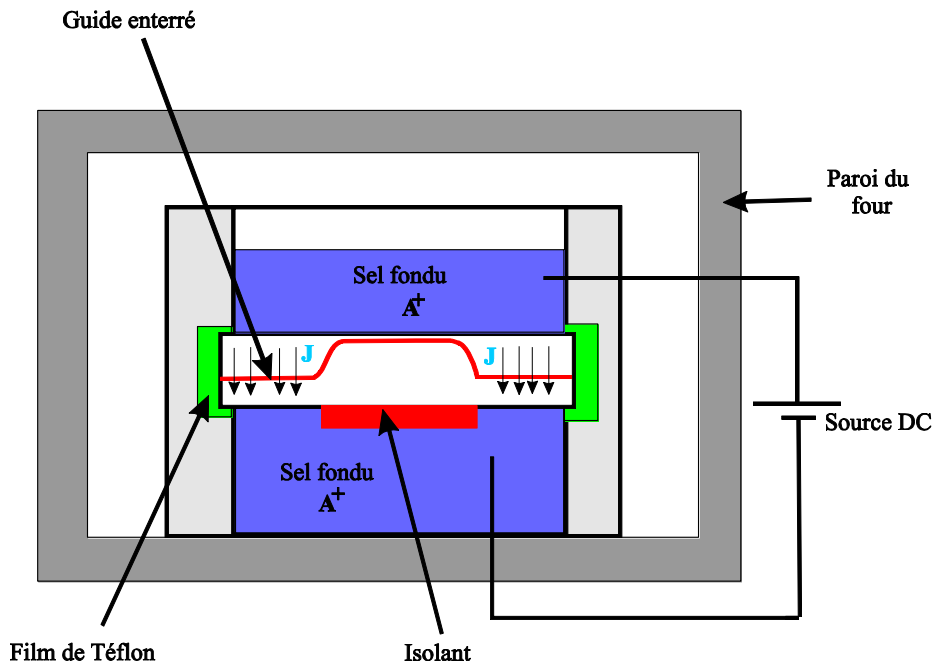 Guide enterré
Paroi du
four
Sel fondu
A+
J
J
Source DC
Sel fondu
A+
Film de Téflon
Isolant